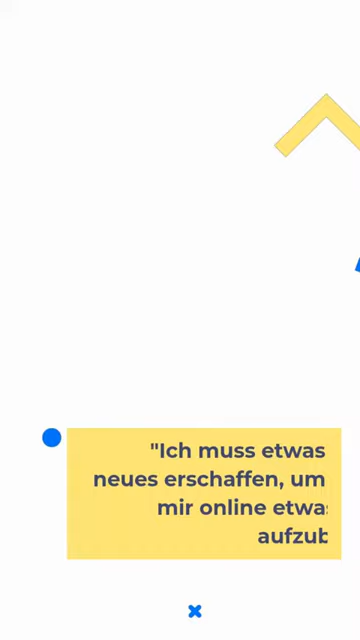 "Ich muss etwas
neues erschaffen, um
mir online